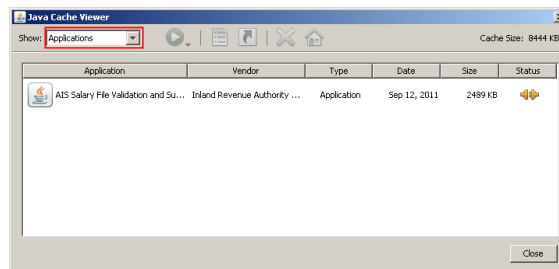 Java Cache Viewer
Show: Applications Cache Size: 8444 KB
Application Vendor Type Date Size Status
AIS Salary File Validation and Su... Inland Revenue Authority ... Application Sep 12, 2011 2489 KB
Close